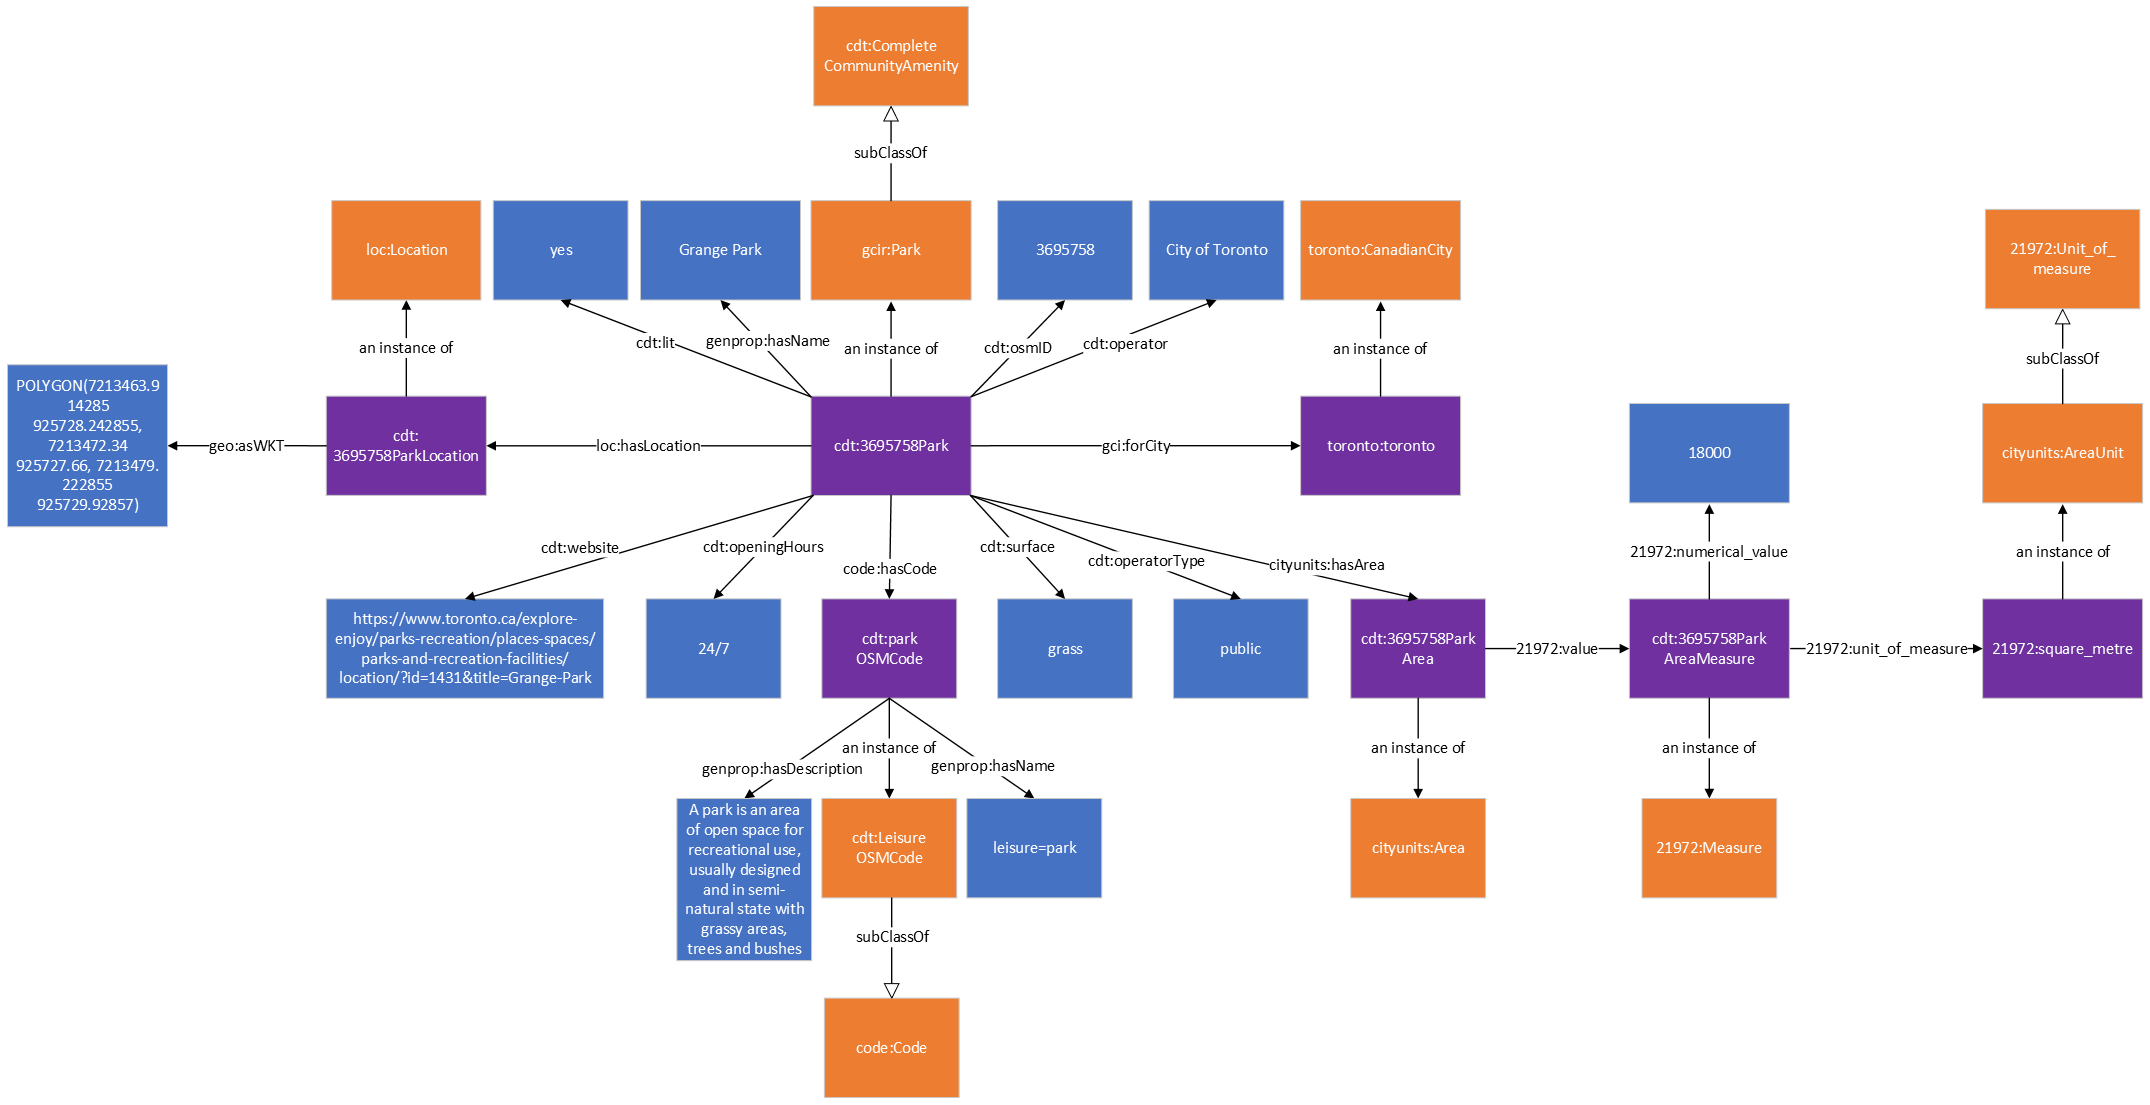 cdt:Complete
CommunityAmenity
subClassOf
loc:Location
yes
Grange Park
gcir:Park
3695758
City of Toronto
toronto:CanadianCity
21972:Unit_of_
measure
an instance of
cdt:lit
genprop:hasName
an instance of
cdt:osmID
cdt:operator
an instance of
subClassOf
POLYGON(7213463.9
14285
925728.242855,
7213472.34
925727.66, 7213479.
222855
925729.92857)
geo:asWKT
cdt:
3695758ParkLocation
loc:hasLocation
cdt:3695758Park
gci:forCity
toronto:toronto
18000
cityunits:AreaUnit
cdt:website
cdt:openingHours
code:hasCode
cdt:surface
cdt:operatorType
cityunits:hasArea
21972:numerical_value
an instance of
https://www.toronto.ca/explore-
enjoy/parks-recreation/places-spaces/
parks-and-recreation-facilities/
location/?id=1431&title=Grange-Park
24/7
cdt:park
OSMCode
grass
public
cdt:3695758Park
Area
21972:value
cdt:3695758Park
AreaMeasure
21972:unit_of_measure
21972:square_metre
genprop:hasDescription
an instance of
genprop:hasName
an instance of
an instance of
A park is an area
of open space for
recreational use,
usually designed
and in semi-
natural state with
grassy areas,
trees and bushes
cdt:Leisure
OSMCode
leisure=park
cityunits:Area
21972:Measure
subClassOf
code:Code